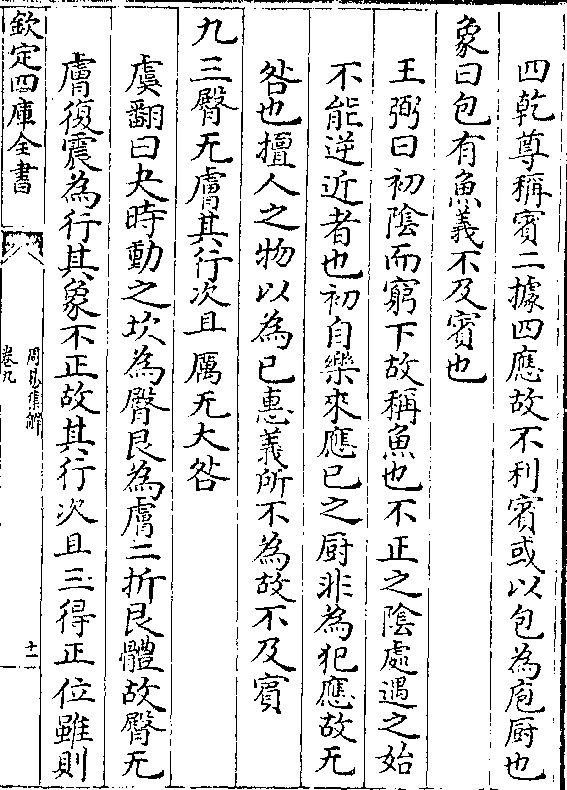 四乾尊稱賓二據四應故不利賓或以包為庖厨也
象曰包有魚義不及賓也
王弼曰初陰而窮下故稱魚也不正之陰處遇之始
不能逆近者也初自樂來應已之厨非為犯應故无
咎也擅人之物以為已惠義所不為故不及賓
九三臀无膚其行次且厲无大咎
虞翻曰夬時動之坎為臀艮為膚二折艮體故臀无
膚復震為行其象不正故其行次且三得正位雖則
欽定四庫全書
周易集解
卷九
十一